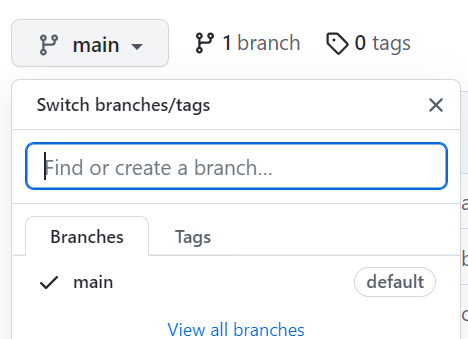 main 1 branch 0 tags
Switch branches/tags
Find or create a branch...
Branches Tags
main default
View all branches